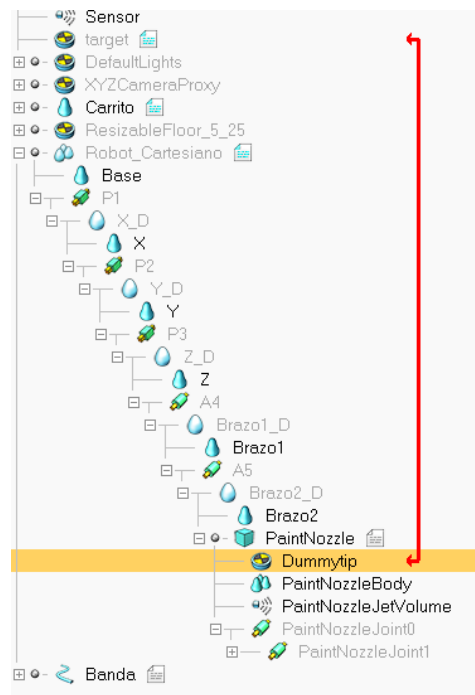 Sensor
target
DefaultLights
XYZCameraProxy
Carrito
ResizableFloor_5_25
Robot_Cartesiano
Base
P1
X_D
X
P2
Y_D
Y
P3
Z_D
Z
A4
Brazo1_D
Brazo1
A5
Brazo2_D
Brazo2
PaintNozzle
Dummytip
PaintNozzleBody
PaintNozzleJetVolume
PaintNozzleJoint0
PaintNozzleJoint1
Banda